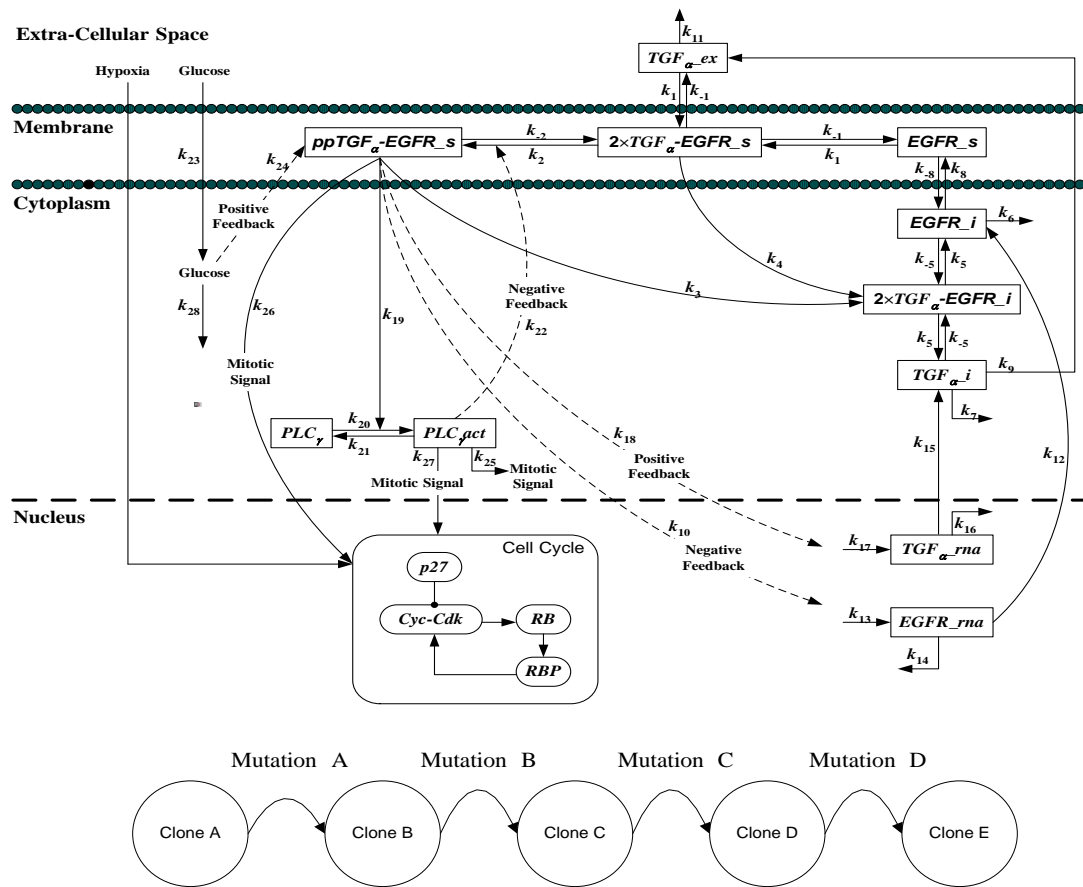 Extra-Cellular Space
Hypoxia
Glucose
k11
TGFα_ex
k1
k-1
Membrane
k23
k24
ppTGFα-EGFR_s
k-2
k2
2×TGFα-EGFR_s
k-1
k1
EGFR_s
k-8
k8
Cytoplasm
Positive
Feedback
Glucose
k28
k26
k19
Negative
Feedback
k22
k3
k4
EGFR_i
k6
k-5
k5
2×TGFα-EGFR_i
k5
k-5
TGFα_i
k9
k7
Mitotic
Signal
PLCγ
k20
k21
PLCγact
k27
k25
Mitotic Signal
Mitotic
Signal
k18
Positive
Feedback
k15
k12
Nucleus
k10
Negative
Feedback
k17
k16
TGFα_rna
k13
EGFR_rna
k14
Cell Cycle
p27
Cyc-Cdk
RB
RBP
Mutation A
Mutation B
Mutation C
Mutation D
Clone A
Clone B
Clone C
Clone D
Clone E